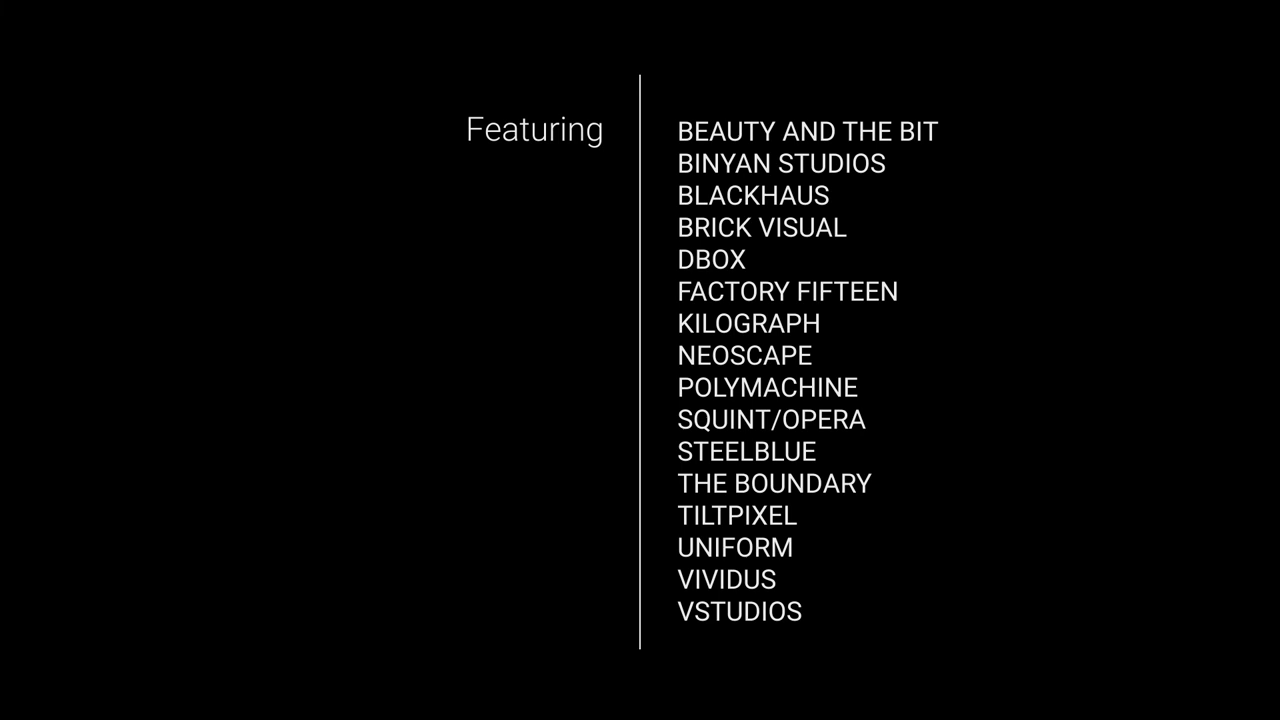 Featuring
BEAUTY AND THE BIT
BINYAN STUDIOS
BLACKHAUS
BRICK VISUAL
DBOX
FACTORY FIFTEEN
KILOGRAPH
NEOSCAPE
POLYMACHINE
SQUINT/OPERA
STEELBLUE
THE BOUNDARY
TILTPIXEL
UNIFORM
VIVIDUS
VSTUDIOS